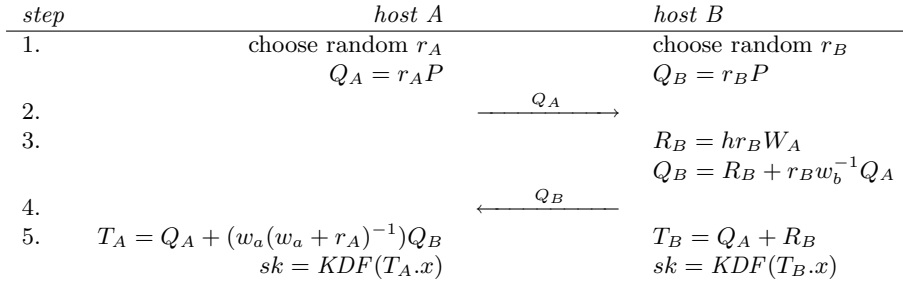 step host A host B
1. choose random r_A choose random r_B
Q_A = r_A P Q_B = r_B P
2. Q_A ⟶
3. R_B = hr_B W_A
Q_B = R_B + r_B w_b^{-1} Q_A
4. Q_B ⟵
5. T_A = Q_A + (w_a(w_a + r_A)^{-1})Q_B T_B = Q_A + R_B
sk = KDF(T_A.x) sk = KDF(T_B.x)